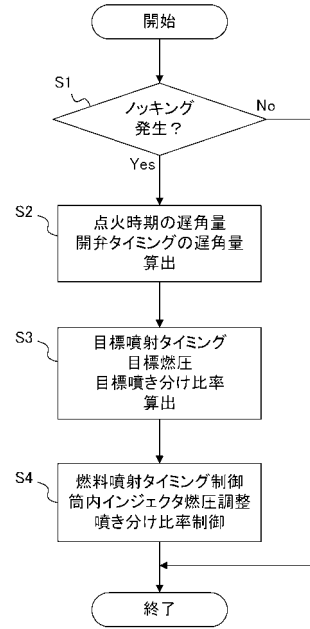 開始
S1
ノッキング
発生？
No
Yes
S2
点火時期の遅角量
開弁タイミングの遅角量
算出
S3
目標噴射タイミング
目標燃圧
目標噴き分け比率
算出
S4
燃料噴射タイミング制御
筒内インジェクタ燃圧調整
噴き分け比率制御
終了